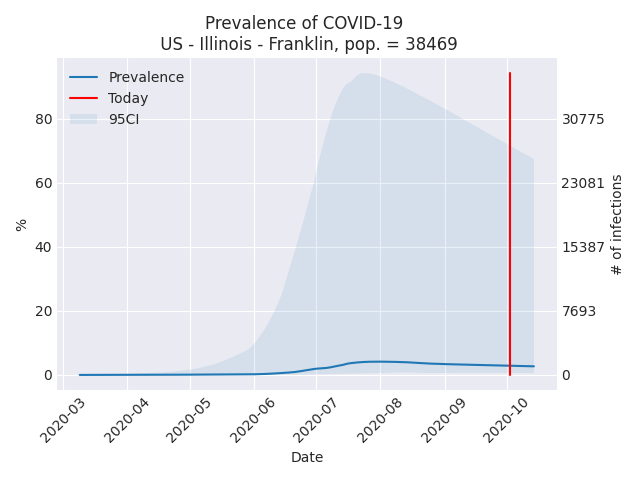 Prevalence of COVID-19
US - Illinois - Franklin, pop. = 38469
Prevalence
Today
95CI
80
60
40
20
0
%
30775
23081
15387
7693
0
# of infections
2020-03
2020-04
2020-05
2020-06
2020-07
2020-08
2020-09
2020-10
Date